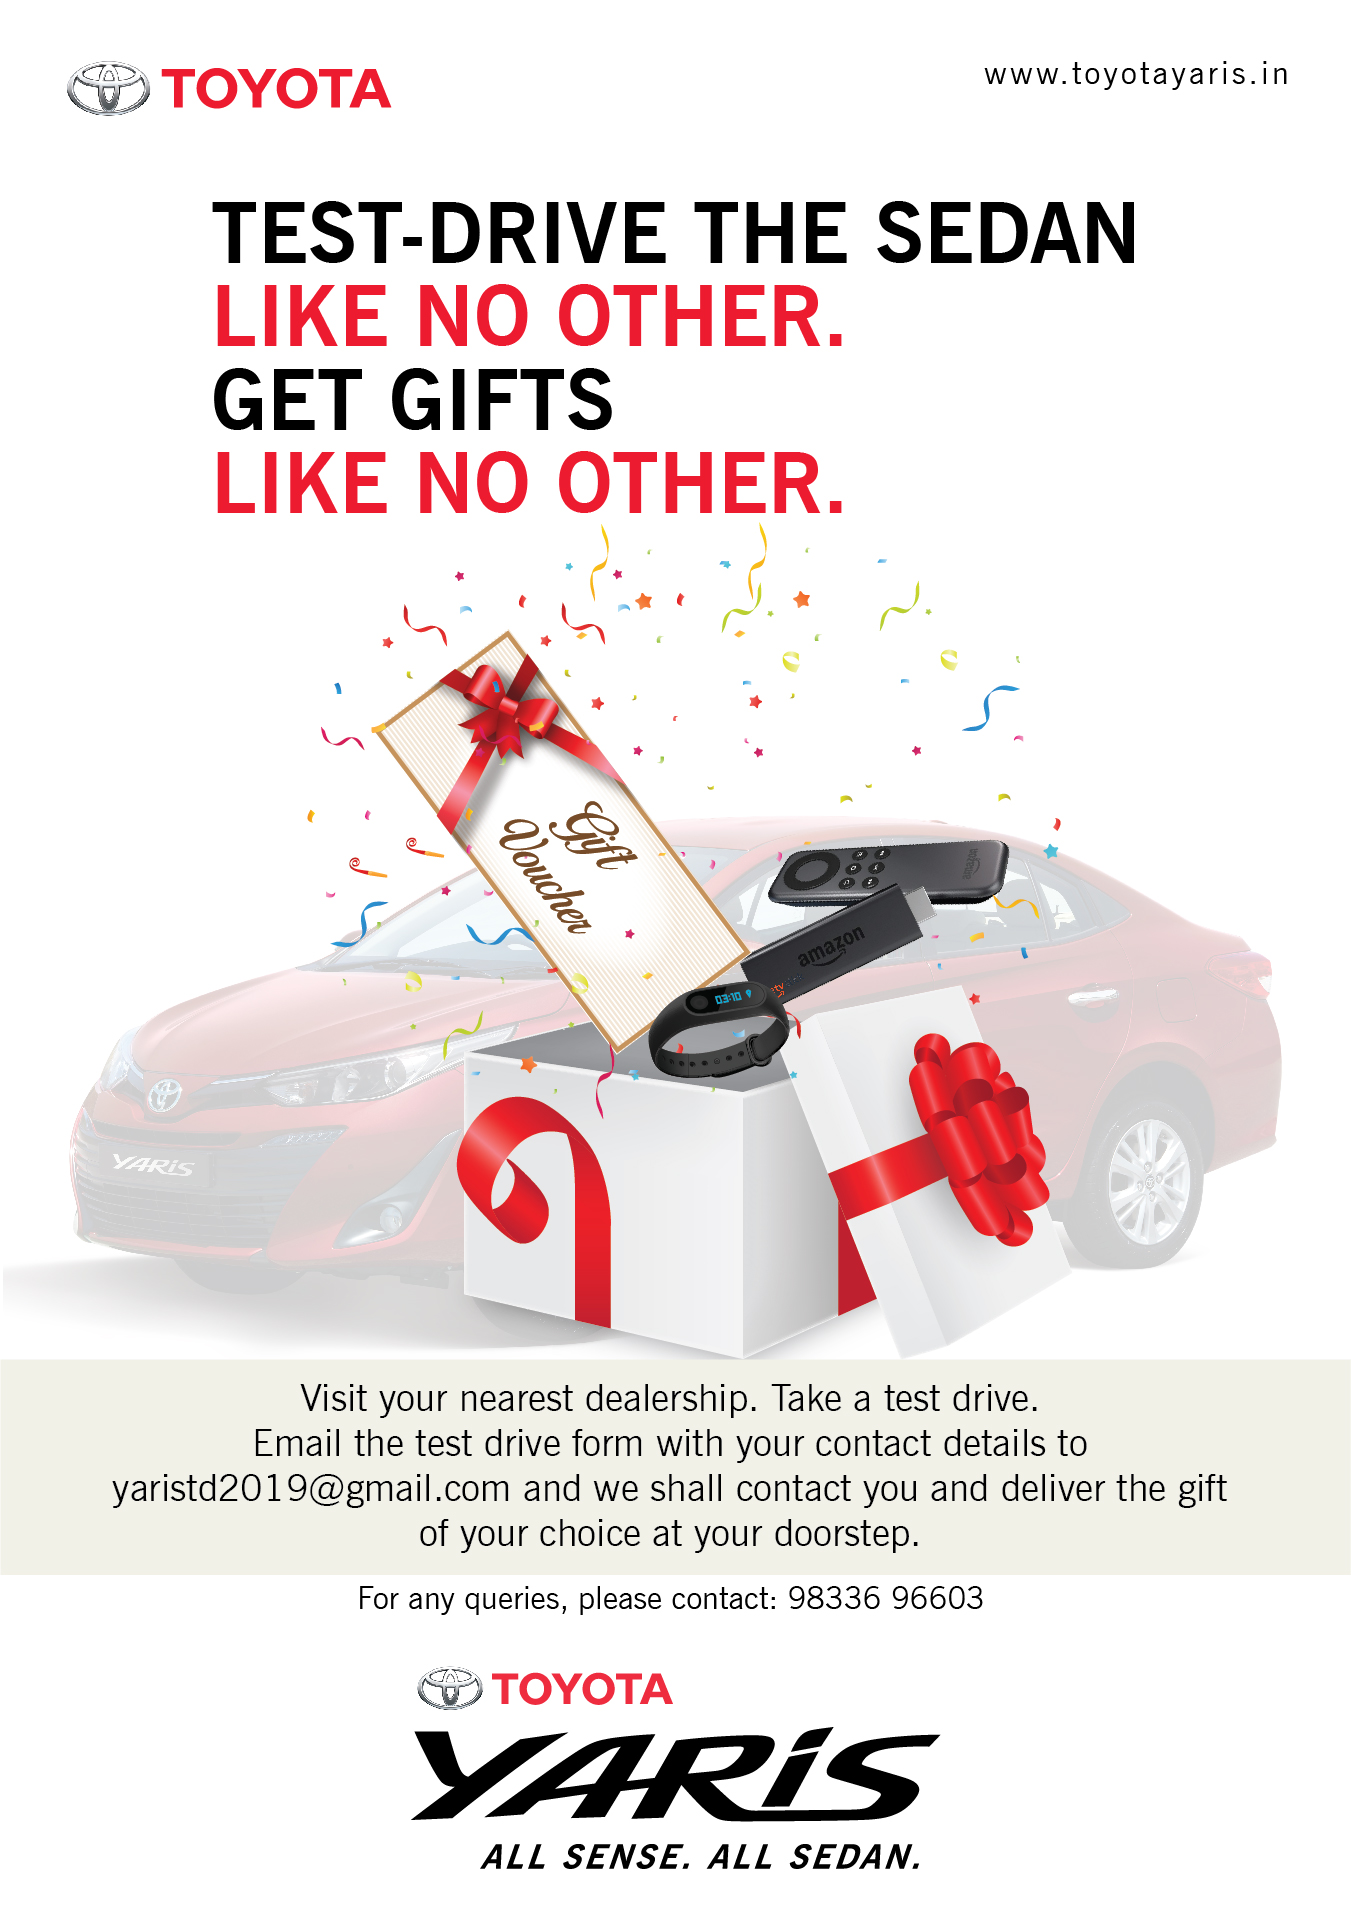 TOYOTA
www.toyotayaris.in
TEST-DRIVE THE SEDAN
LIKE NO OTHER.
GET GIFTS
LIKE NO OTHER.
Gift
Voucher
amazon
amazon
tv
03:10
YARiS
Visit your nearest dealership. Take a test drive.
Email the test drive form with your contact details to
yaristd2019@gmail.com and we shall contact you and deliver the gift
of your choice at your doorstep.
For any queries, please contact: 98336 96603
TOYOTA
YARiS
ALL SENSE. ALL SEDAN.